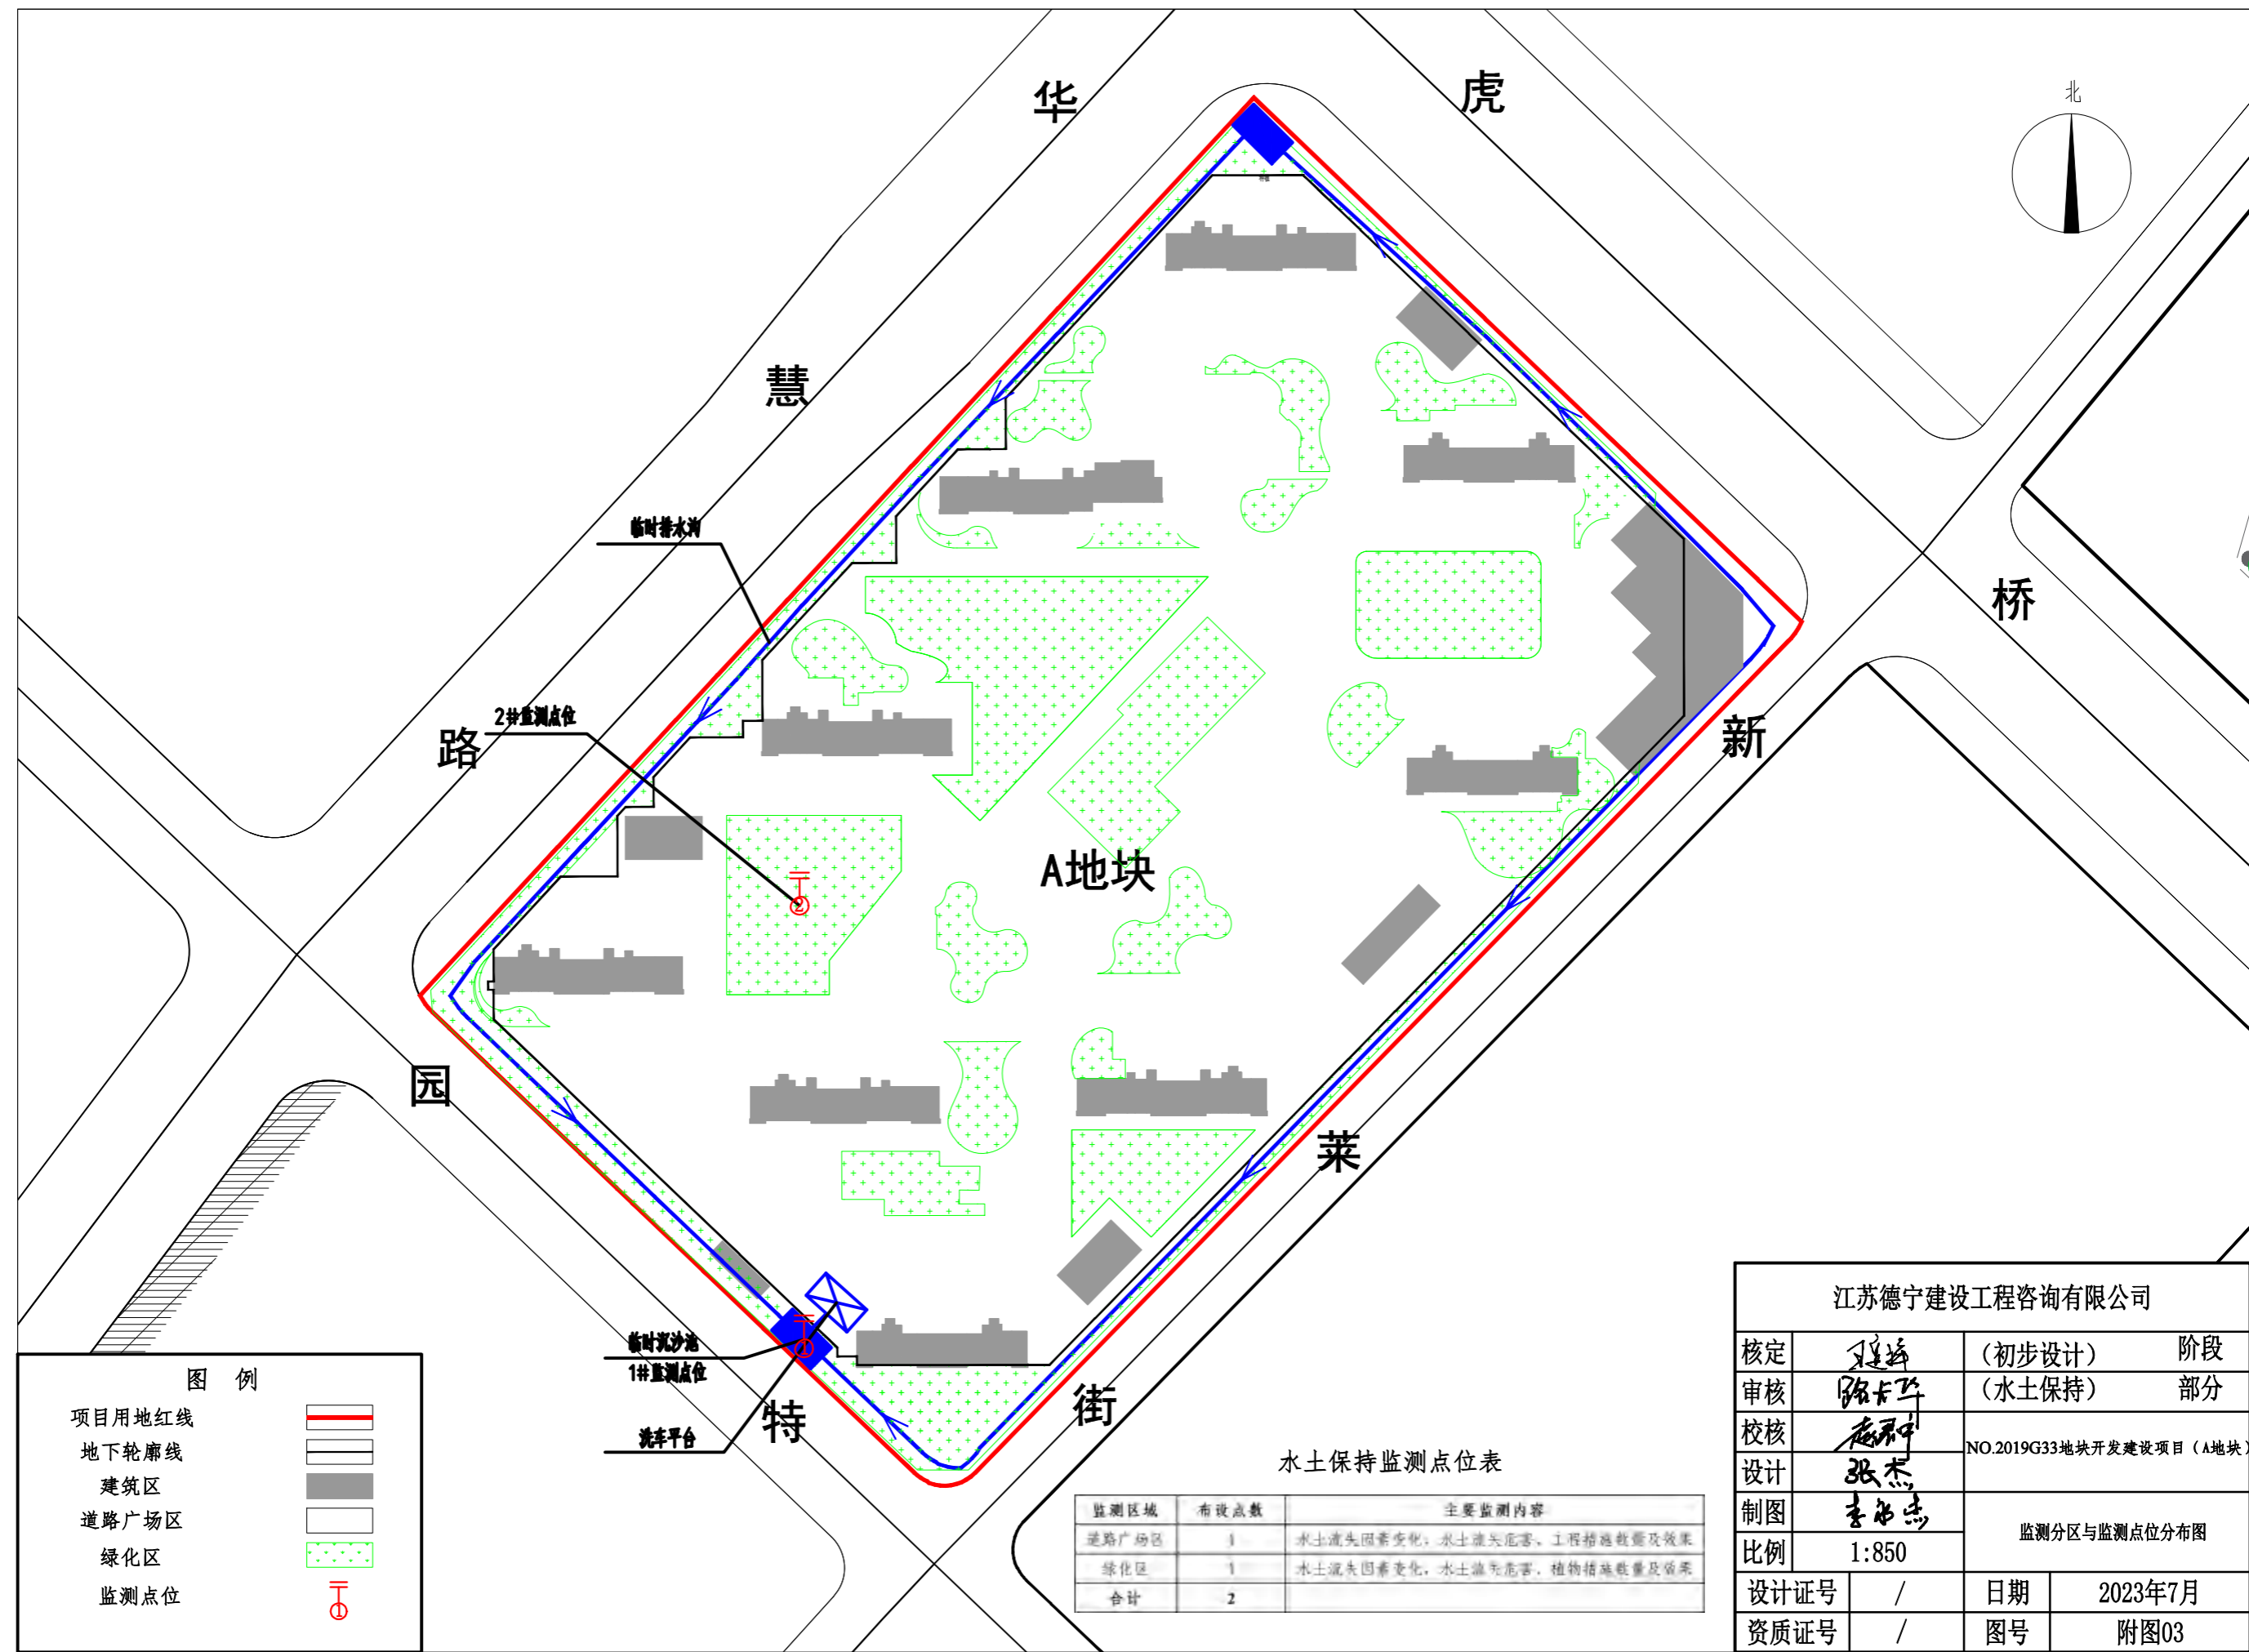 华
虎
北
慧
临时排水沟
桥
2#监测点位
路
新
②
A地块
园
莱
临时沉沙池
1#监测点位
①
洗车平台
特
街
图 例
项目用地红线
地下轮廓线
建筑区
道路广场区
绿化区
监测点位
①
水土保持监测点位表
监测区域 布设点数 主要监测内容
道路广场区 1 水土流失因素变化、水土流失危害、工程措施数量及效果
绿化区 1 水土流失因素变化、水土流失危害、植物措施数量及效果
合计 2
江苏德宁建设工程咨询有限公司
核定 (初步设计) 阶段
审核 (水土保持) 部分
校核 NO.2019G33地块开发建设项目（A地块）
设计 张杰
制图 监测分区与监测点位分布图
比例 1:850
设计证号 / 日期 2023年7月
资质证号 / 图号 附图03